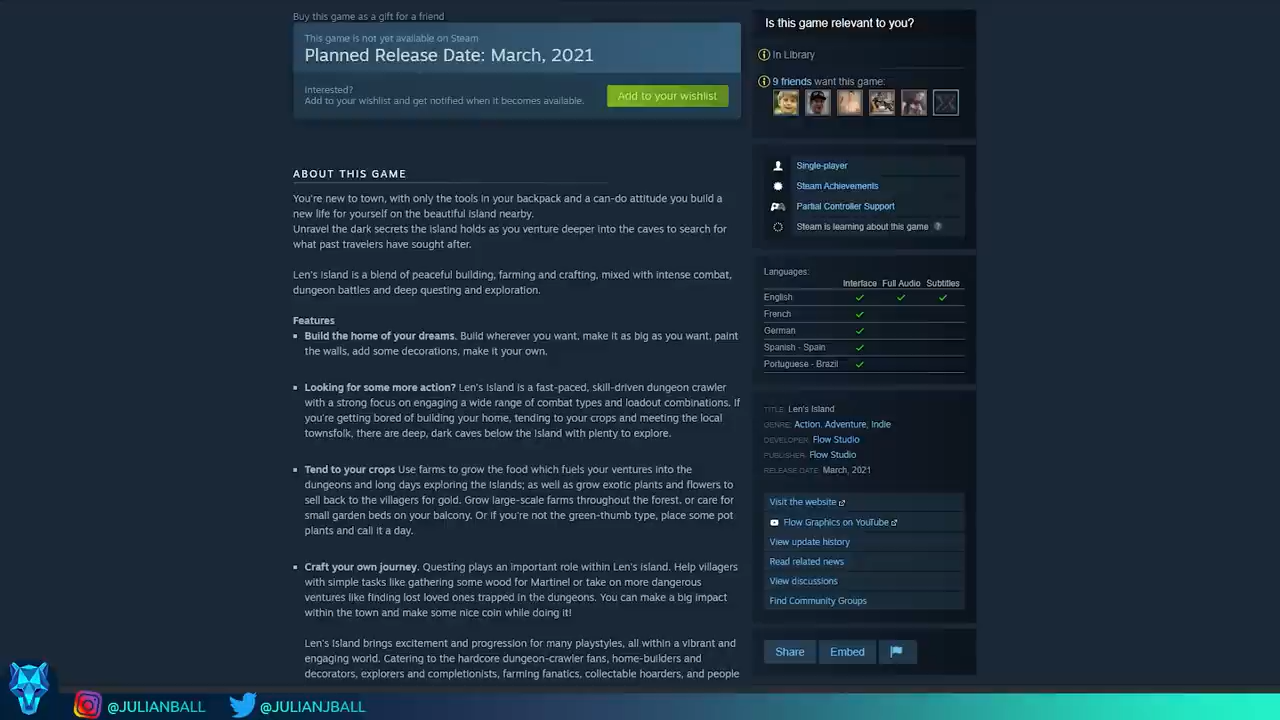 Buy this game as a gift for a friend
This game is not yet available on Steam
Planned Release Date: March, 2021
Interested?
Add to your wishlist and get notified when it becomes available.
Add to your wishlist
ABOUT THIS GAME
You're new to town, with only the tools in your backpack and a can-do attitude you build a
new life for yourself on the beautiful island nearby.
Unravel the dark secrets the island holds as you venture deeper into the caves to search for
what past travelers have sought after.
Len's Island is a blend of peaceful building, farming and crafting, mixed with intense combat,
dungeon battles and deep questing and exploration.
Features
Build the home of your dreams. Build wherever you want, make it as big as you want, paint
the walls, add some decorations, make it your own.
Looking for some more action? Len's Island is a fast-paced, skill-driven dungeon crawler
with a strong focus on engaging a wide range of combat types and loadout combinations. If
you're getting bored of building your home, tending to your crops and meeting the local
townsfolk, there are deep, dark caves below the Island with plenty to explore.
Tend to your crops Use farms to grow the food which fuels your ventures into the
dungeons and long days exploring the Islands; as well as grow exotic plants and flowers to
sell back to the villagers for gold. Grow large-scale farms throughout the forest, or care for
small garden beds on your balcony. Or if you're not the green-thumb type, place some pot
plants and call it a day.
Craft your own journey. Questing plays an important role within Len's Island. Help villagers
with simple tasks like gathering some wood for Martinel or take on more dangerous
ventures like finding lost loved ones trapped in the dungeons. You can make a big impact
within the town and make some nice coin while doing it!
Len's Island brings excitement and progression for many playstyles, all within a vibrant and
engaging world. Catering to the hardcore dungeon-crawler fans, home-builders and
decorators, explorers and completionists, farming fanatics, collectable hoarders, and people
Is this game relevant to you?
In Library
9 friends want this game:
Single-player
Steam Achievements
Partial Controller Support
Steam is learning about this game ?
Languages:
Interface Full Audio Subtitles
English ✓ ✓ ✓
French ✓
German ✓
Spanish - Spain ✓
Portuguese - Brazil ✓
TITLE: Len's Island
GENRE: Action, Adventure, Indie
DEVELOPER: Flow Studio
PUBLISHER: Flow Studio
RELEASE DATE: March, 2021
Visit the website
Flow Graphics on YouTube
View update history
Read related news
View discussions
Find Community Groups
Share Embed
@JULIANBALL @JULIANJBALL